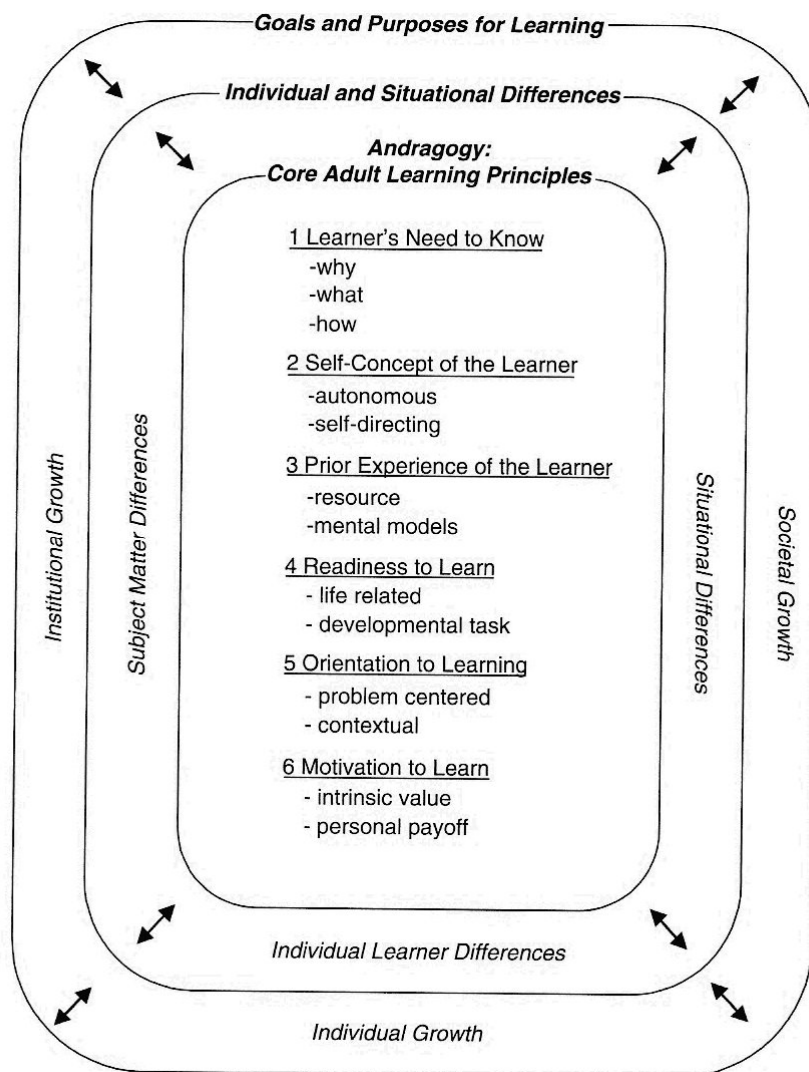 Goals and Purposes for Learning
Individual and Situational Differences
Andragogy:
Core Adult Learning Principles
1 Learner's Need to Know
-why
-what
-how
2 Self-Concept of the Learner
-autonomous
-self-directing
3 Prior Experience of the Learner
-resource
-mental models
4 Readiness to Learn
- life related
- developmental task
5 Orientation to Learning
- problem centered
- contextual
6 Motivation to Learn
- intrinsic value
- personal payoff
Institutional Growth
Subject Matter Differences
Situational Differences
Societal Growth
Individual Learner Differences
Individual Growth